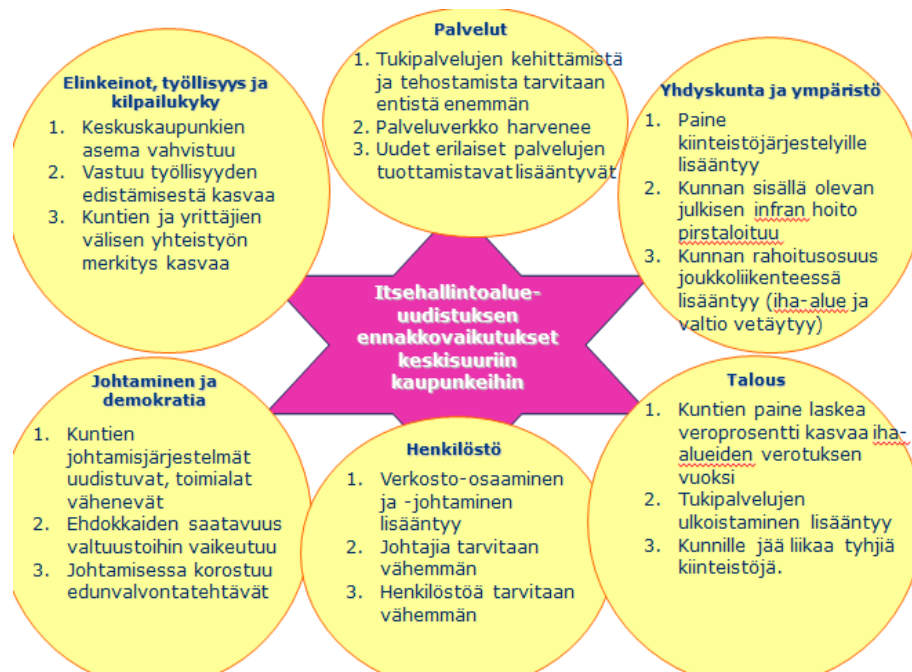 Palvelut
1. Tukipalvelujen kehittämistä
ja tehostamista tarvitaan
entistä enemmän
2. Palveluverkko harvenee
3. Uudet erilaiset palvelujen
tuottamistavat lisääntyvät
Elinkeinot, työllisyys ja
kilpailukyky
1. Keskuskaupunkien
asema vahvistuu
2. Vastuu työllisyyden
edistämisestä kasvaa
3. Kuntien ja yrittäjien
välisen yhteistyön
merkitys kasvaa
Yhdyskunta ja ympäristö
1. Paine
kiinteistöjärjestelyille
lisääntyy
2. Kunnan sisällä olevan
julkisen infran hoito
pirstaloituu
3. Kunnan rahoitusosuus
joukkoliikenteessä
lisääntyy (iha-alue ja
valtio vetäytyy)
Itsehallintoalue-
uudistuksen
ennakkovaikutukset
keskisuuriin
kaupunkeihin
Johtaminen ja
demokratia
1. Kuntien
johtamisjärjestelmät
uudistuvat, toimialat
vähenevät
2. Ehdokkaiden saatavuus
valtuustoihin vaikeutuu
3. Johtamisessa korostuu
edunvalvontatehtävät
Henkilöstö
1. Verkosto-osaaminen
ja -johtaminen
lisääntyy
2. Johtajia tarvitaan
vähemmän
3. Henkilöstöä tarvitaan
vähemmän
Talous
1. Kuntien paine laskea
veroprosentti kasvaa iha-
alueiden verotuksen
vuoksi
2. Tukipalvelujen
ulkoistaminen lisääntyy
3. Kunnille jää liikaa tyhjiä
kiinteistöjä.